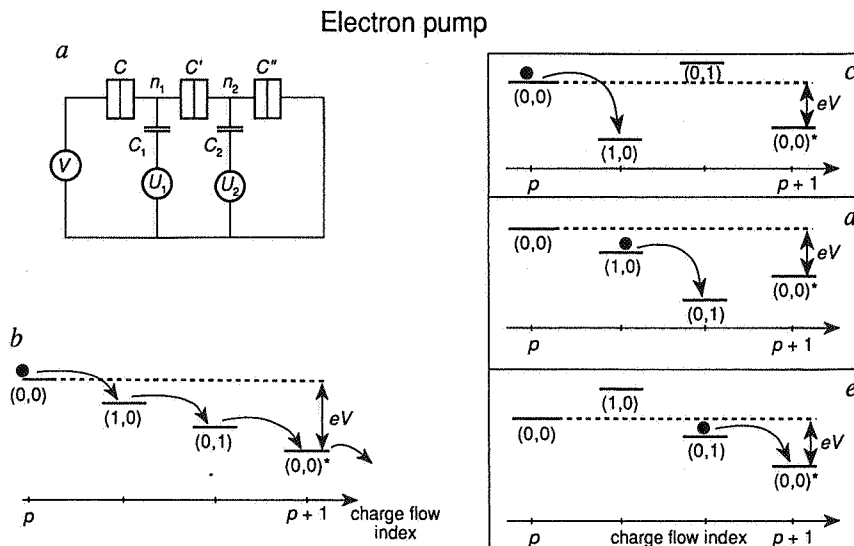 Electron pump
a
C n₁ C' n₂ C"
V
C₁ C₂
U₁ U₂
b
(0,0)
(1,0)
(0,1)
(0,0)*
eV
p p + 1 charge flow
index
c
(0,1)
(0,0)
eV
(1,0)
(0,0)*
p p + 1
d
(0,0)
(1,0)
eV
(0,1)
(0,0)*
p p + 1
e
(1,0)
(0,0)
(0,1)
eV
(0,0)*
p charge flow index p + 1